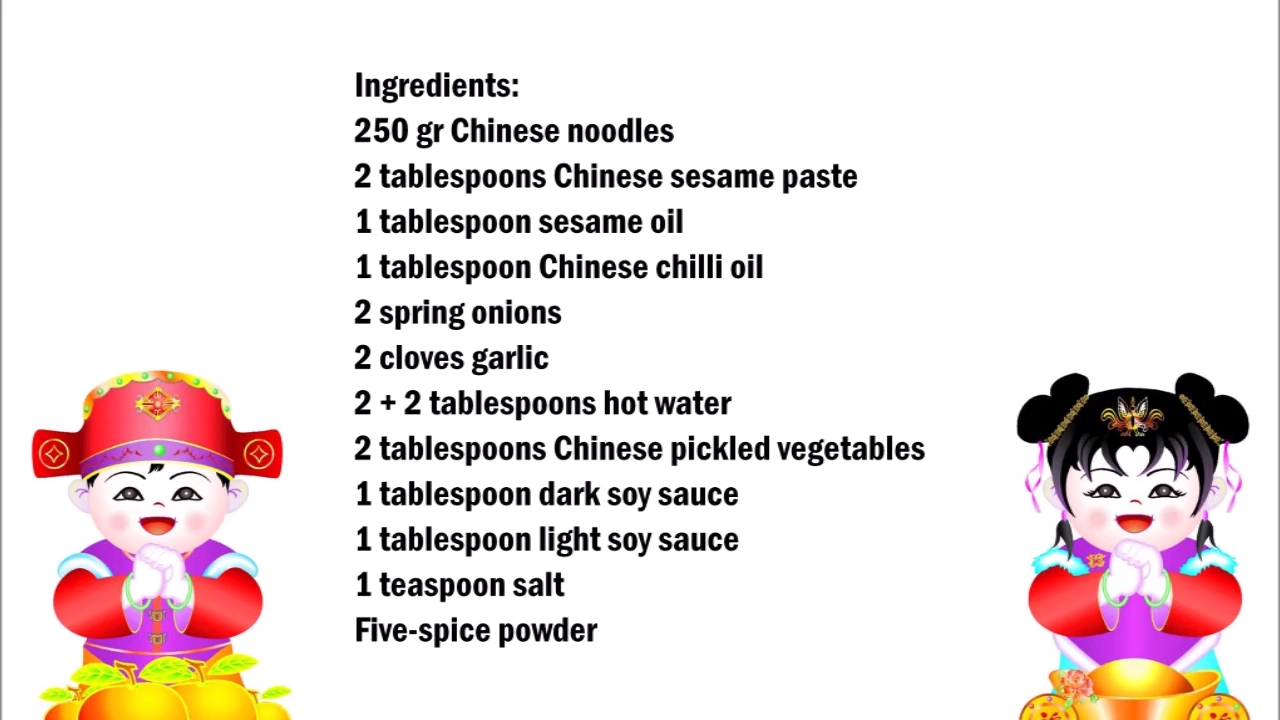 Ingredients:
250 gr Chinese noodles
2 tablespoons Chinese sesame paste
1 tablespoon sesame oil
1 tablespoon Chinese chilli oil
2 spring onions
2 cloves garlic
2 + 2 tablespoons hot water
2 tablespoons Chinese pickled vegetables
1 tablespoon dark soy sauce
1 tablespoon light soy sauce
1 teaspoon salt
Five-spice powder